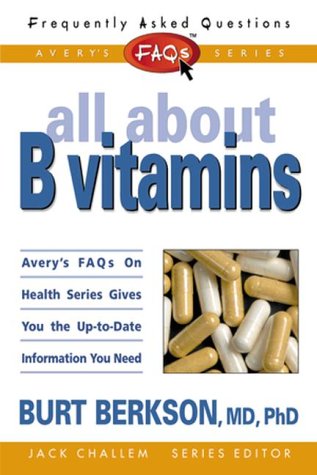 Frequently Asked Questions
AVERY'S FAQs™ SERIES
all about
B vitamins
Avery's FAQs On
Health Series Gives
You the Up-to-Date
Information You Need
BURT BERKSON, MD, PhD
JACK CHALLEM SERIES EDITOR